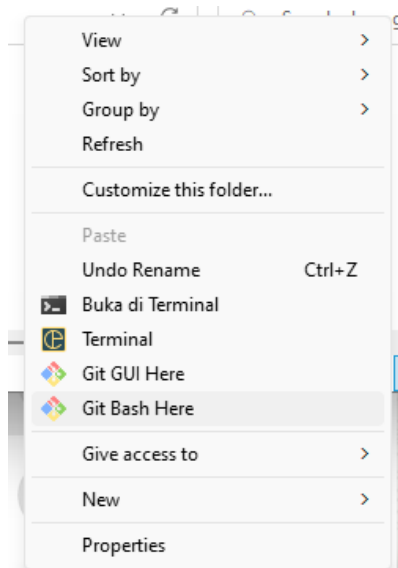 View
Sort by
Group by
Refresh
Customize this folder...
Paste
Undo Rename Ctrl+Z
Buka di Terminal
Terminal
Git GUI Here
Git Bash Here
Give access to
New
Properties